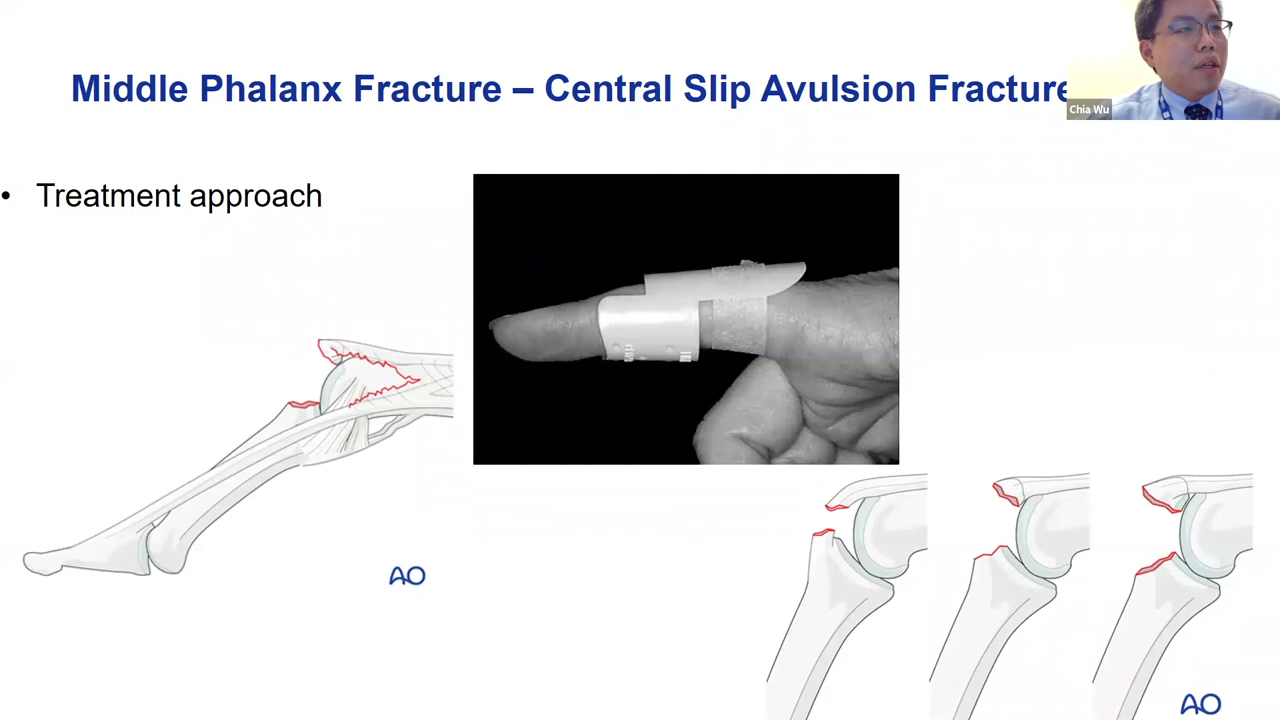 Middle Phalanx Fracture – Central Slip Avulsion Fracture
Chia Wu
• Treatment approach
AO
AO